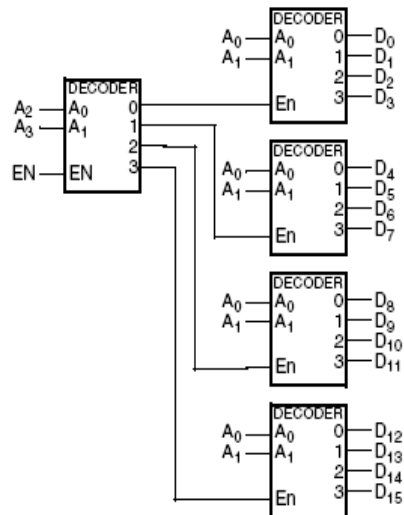 DECODER
A0 A0 0 D0
A1 A1 1 D1
2 D2
En 3 D3
DECODER
A2 A0 0
A3 A1 1
2
EN EN 3
DECODER
A0 A0 0 D4
A1 A1 1 D5
2 D6
En 3 D7
DECODER
A0 A0 0 D8
A1 A1 1 D9
2 D10
En 3 D11
DECODER
A0 A0 0 D12
A1 A1 1 D13
2 D14
En 3 D15